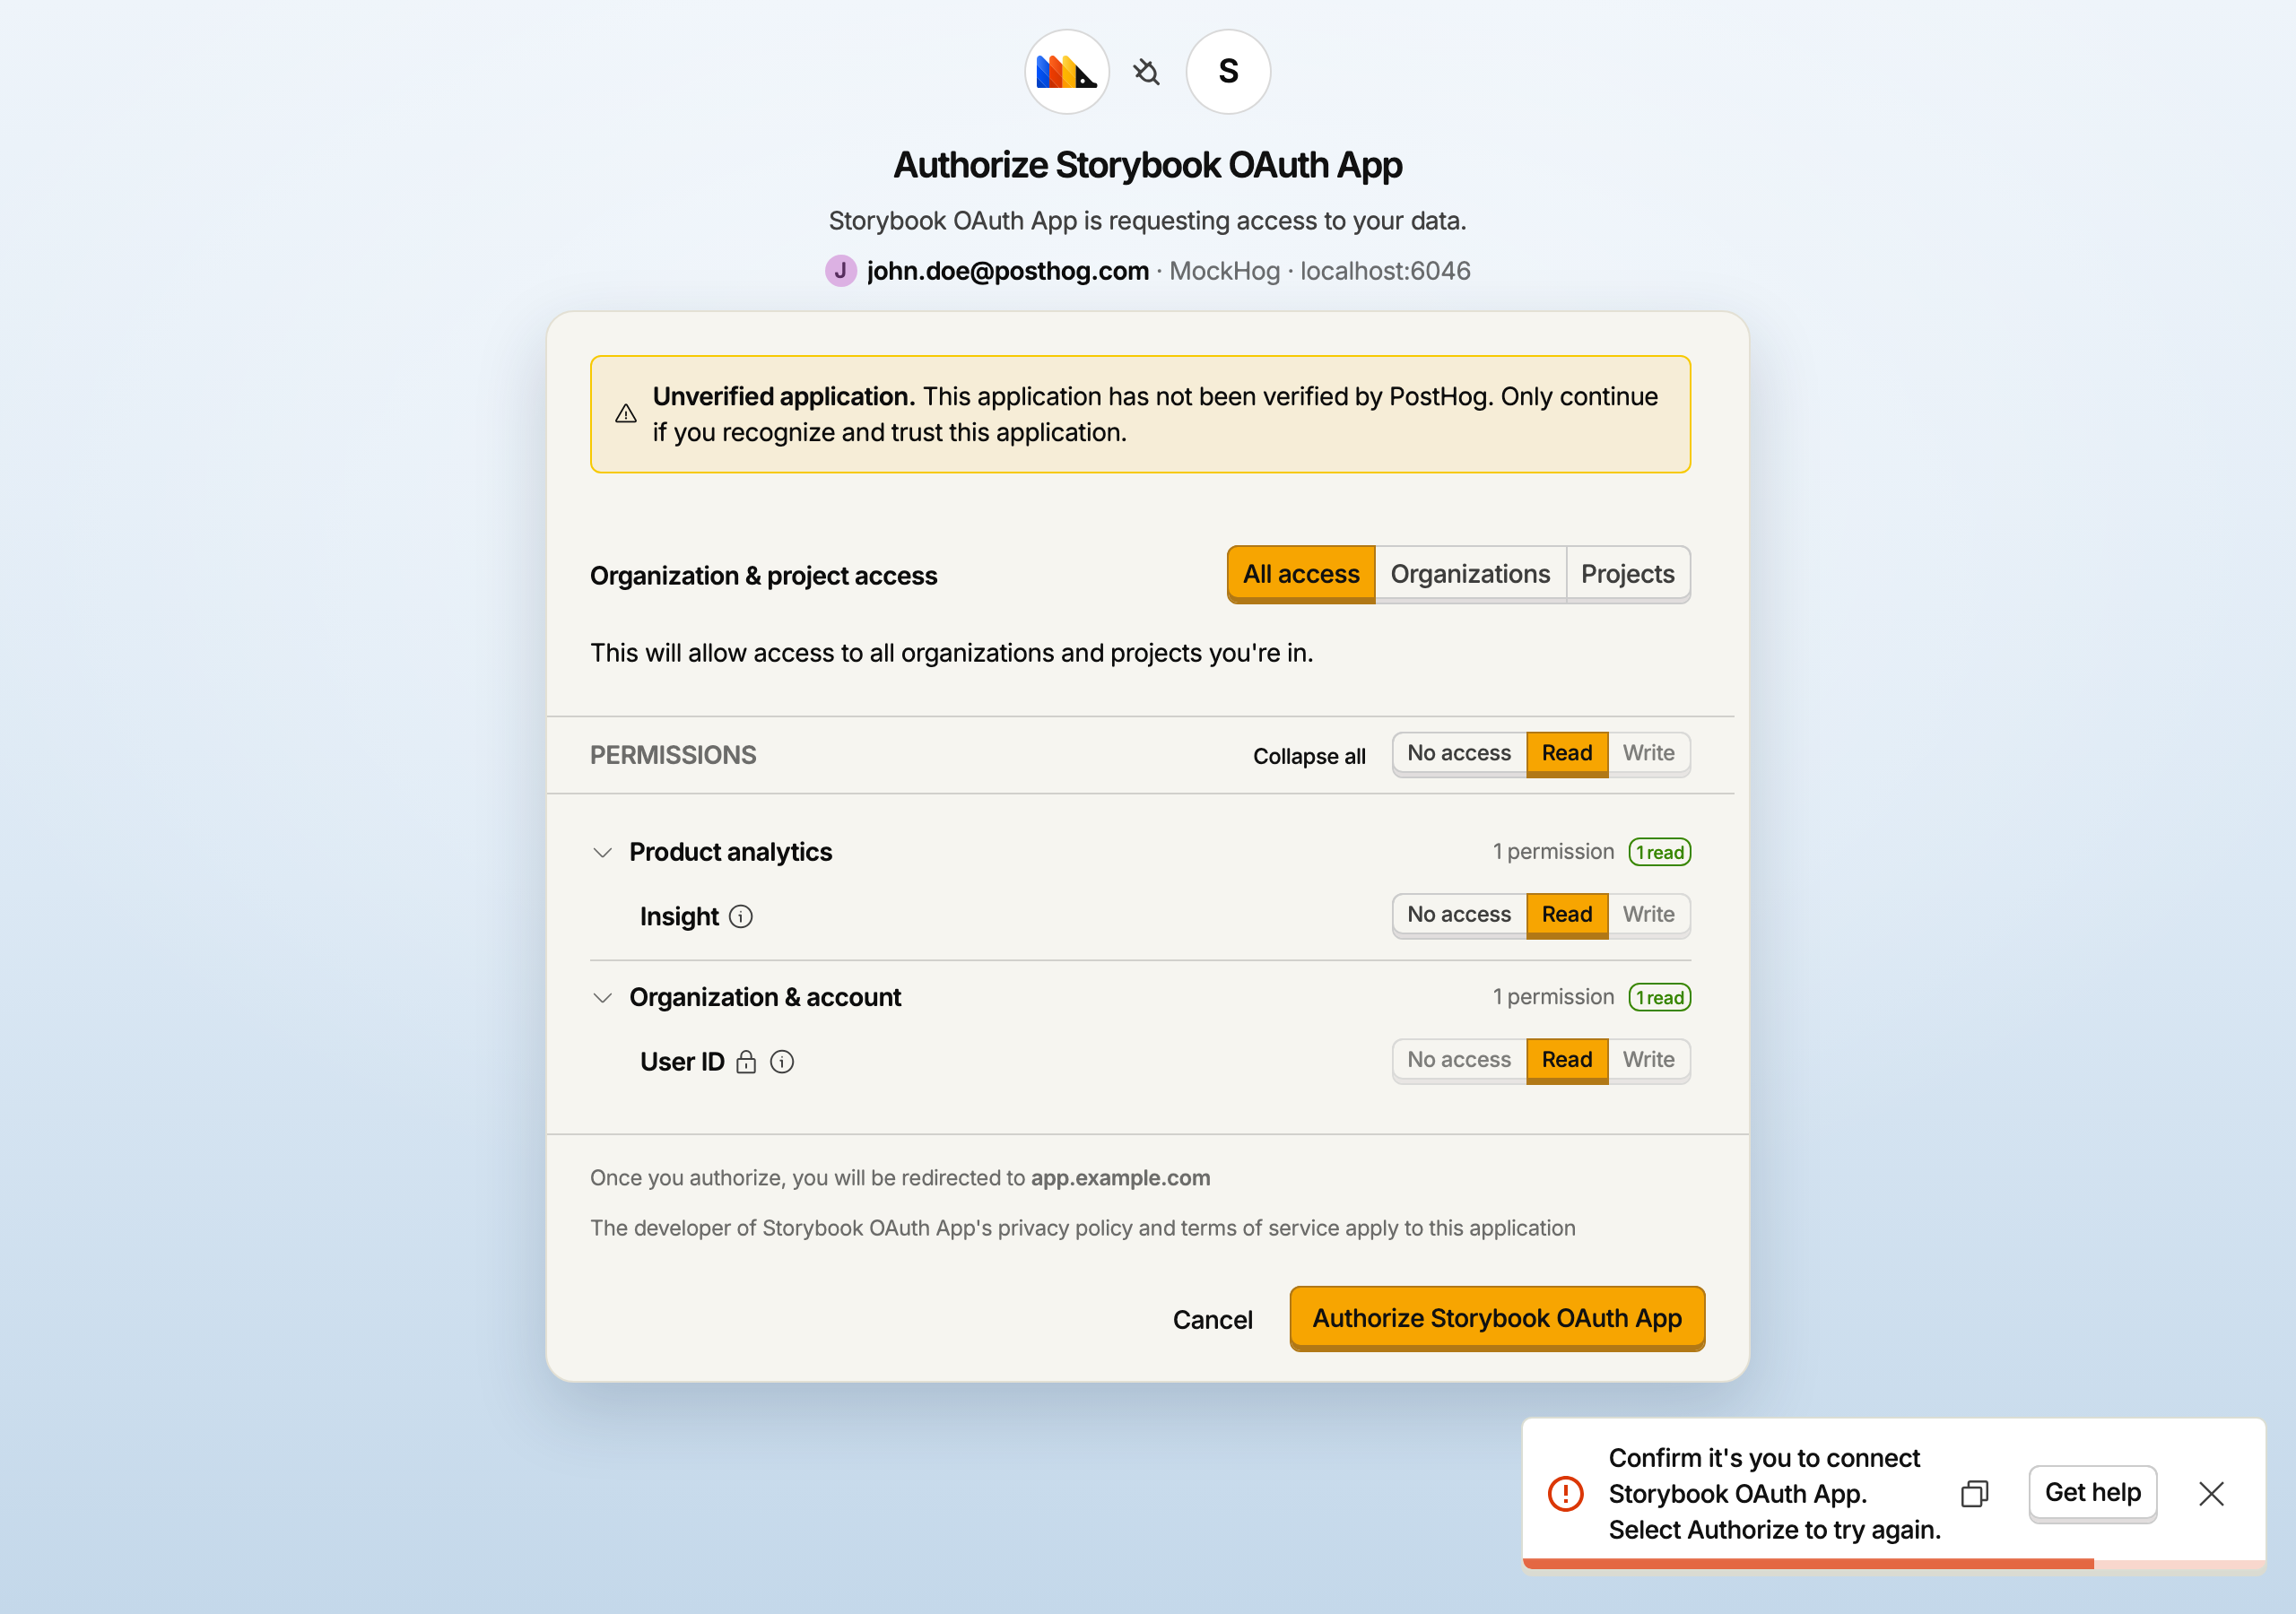 S
Authorize Storybook OAuth App
Storybook OAuth App is requesting access to your data.
J john.doe@posthog.com · MockHog · localhost:6046
Unverified application. This application has not been verified by PostHog. Only continue
if you recognize and trust this application.
Organization & project access
All access Organizations Projects
This will allow access to all organizations and projects you're in.
PERMISSIONS Collapse all No access Read Write
Product analytics 1 permission 1 read
Insight No access Read Write
Organization & account 1 permission 1 read
User ID No access Read Write
Once you authorize, you will be redirected to app.example.com
The developer of Storybook OAuth App's privacy policy and terms of service apply to this application
Cancel Authorize Storybook OAuth App
Confirm it's you to connect
Storybook OAuth App.
Select Authorize to try again.
Get help